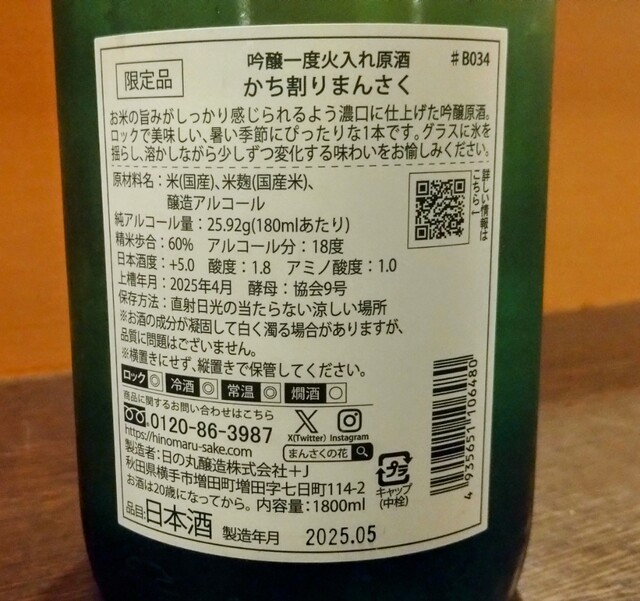 限定品
吟醸一度火入れ原酒
#B034
かち割りまんさく
お米の旨みがしっかり感じられるよう濃口に仕上げた吟醸原酒。
ロックで美味しい、暑い季節にぴったりな1本です。グラスに氷を
揺らし、溶かしながら少しずつ変化する味わいをお愉しみください。
原材料名：米(国産)、米麹(国産米)、
醸造アルコール
純アルコール量：25.92g(180mlあたり)
精米歩合：60% アルコール分：18度
日本酒度：+5.0 酸度：1.8 アミノ酸度：1.0
上槽年月：2025年4月 酵母：協会9号
保存方法：直射日光の当たらない涼しい場所
※お酒の成分が凝固して白く濁る場合がありますが、
品質に問題はございません。
※横置きにせず、縦置きで保管してください。
詳しい情報は
こちら↓
ロック ◎ 冷酒 ◎ 常温 ◎ 燗酒 ○
商品に関するお問い合わせはこちら
0120-86-3987
https://hinomaru-sake.com
X(Twitter) Instagram
まんさくの花
製造者：日の丸醸造株式会社+J
秋田県横手市増田町増田字七日町114-2
お酒は20歳になってから。内容量：1800ml
品目：日本酒 製造年月 2025.05
プラ
キャップ
(中栓)
4935651106480